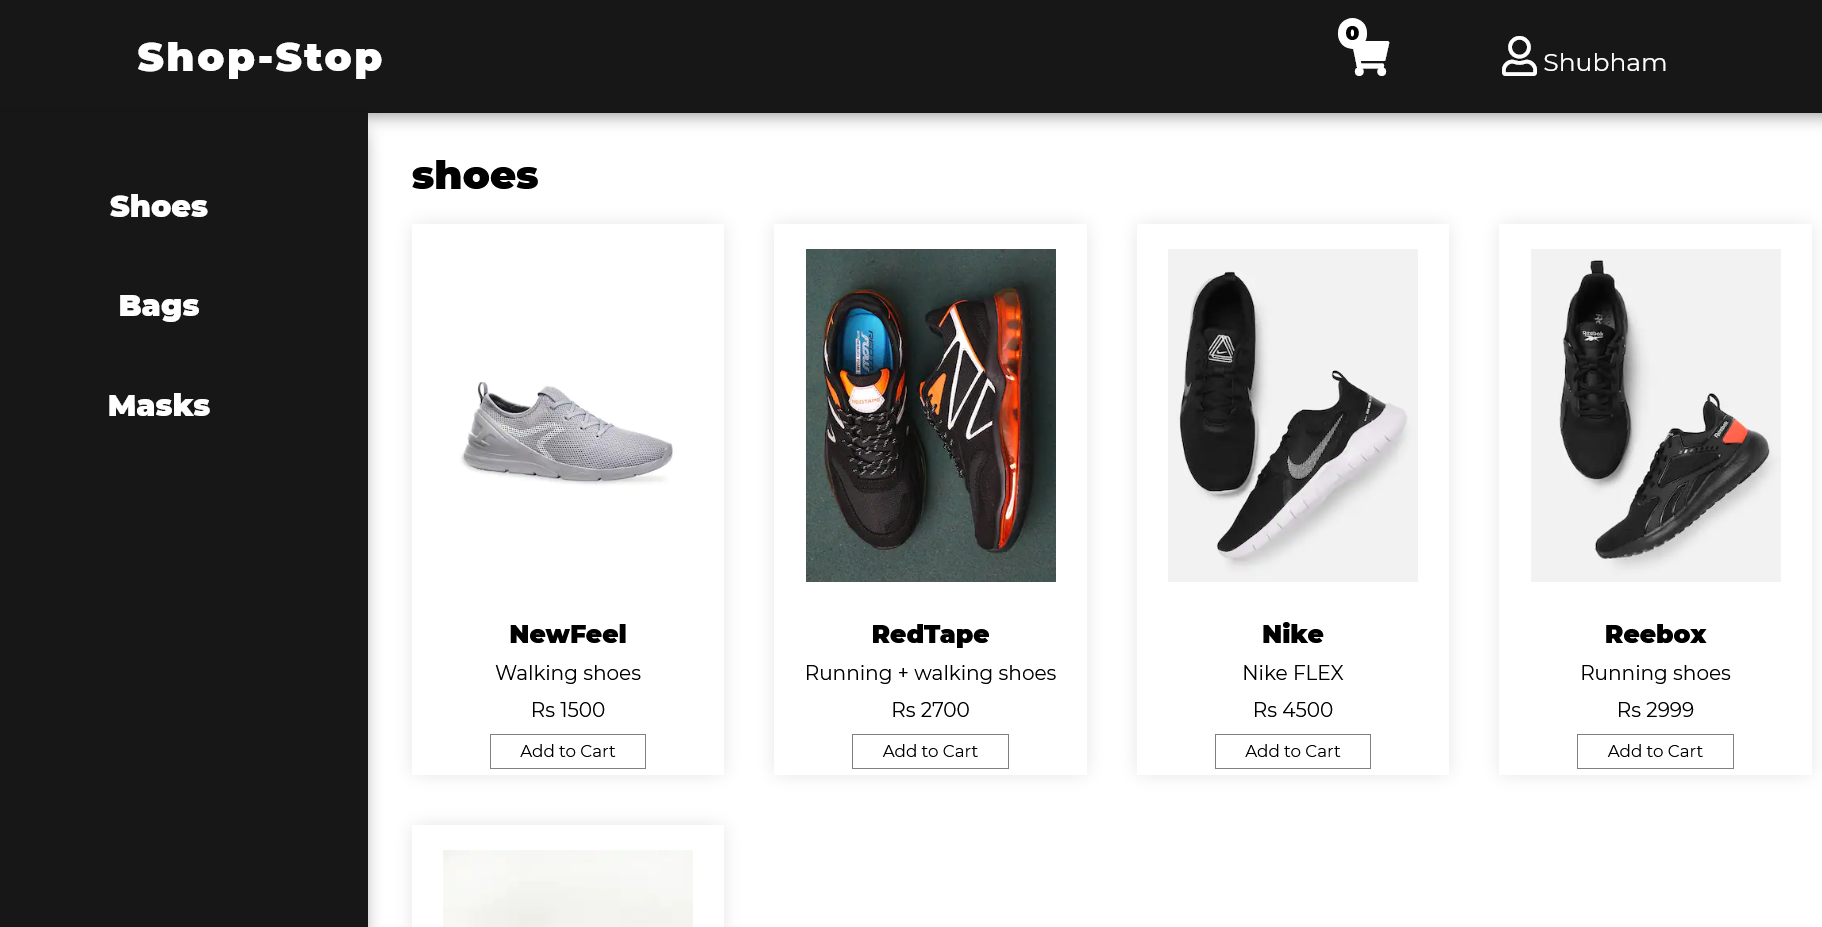 Shop-Stop
0
Shubham
Shoes
Bags
Masks
shoes
NewFeel
Walking shoes
Rs 1500
Add to Cart
RedTape
Running + walking shoes
Rs 2700
Add to Cart
Nike
Nike FLEX
Rs 4500
Add to Cart
Reebok
Reebox
Running shoes
Rs 2999
Add to Cart